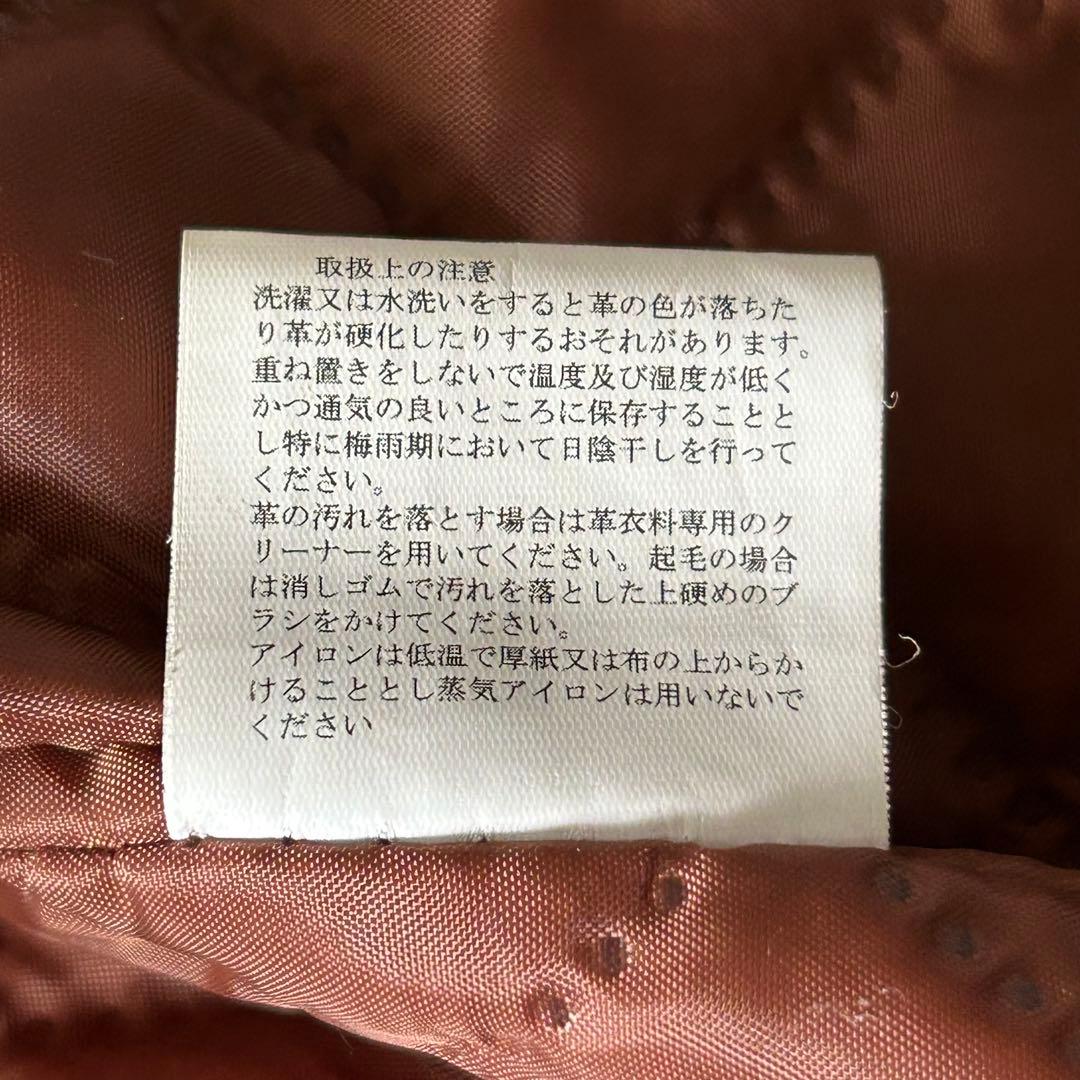 取扱上の注意
洗濯又は水洗いをすると革の色が落ちた
り革が硬化したりするおそれがあります。
重ね置きをしないで温度及び湿度が低く
かつ通気の良いところに保存することと
し特に梅雨期において日陰干しを行って
ください。
革の汚れを落とす場合は革衣料専用のク
リーナーを用いてください。起毛の場合
は消しゴムで汚れを落とした上硬めのブ
ラシをかけてください。
アイロンは低温で厚紙又は布の上からか
けることとし蒸気アイロンは用いないで
ください